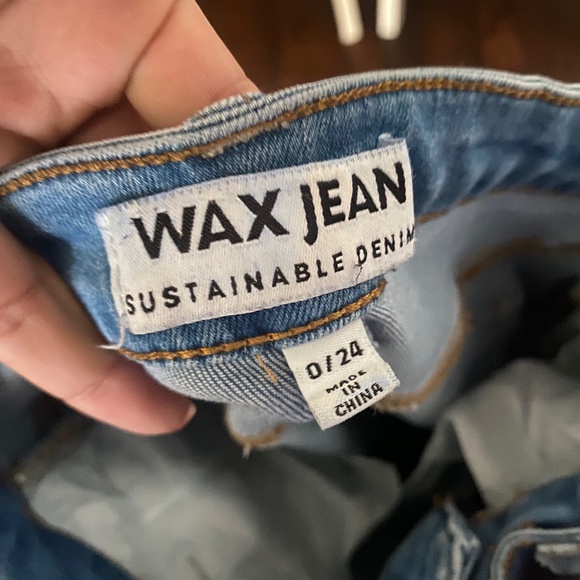 WAX JEAN
SUSTAINABLE DENIM
0/24
MADE
IN
CHINA